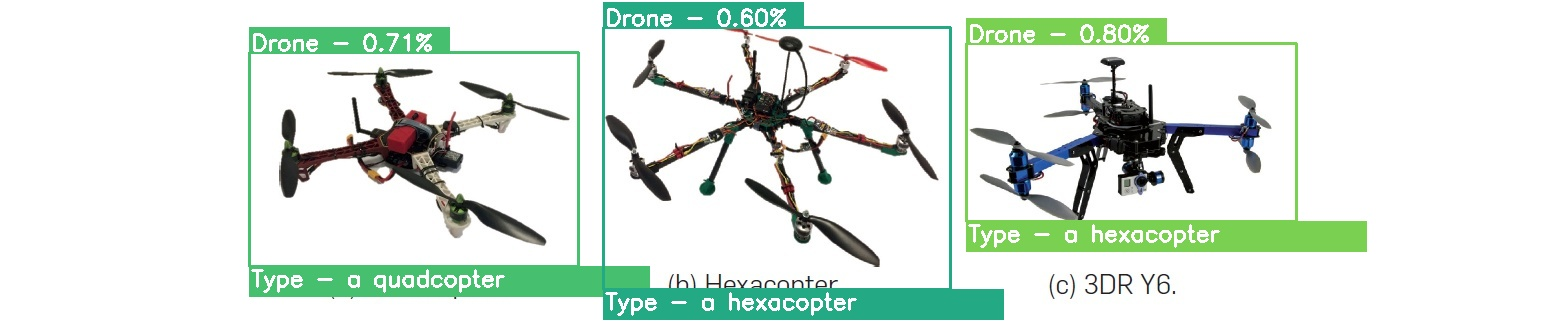 Drone - 0.71%
Type - a quadcopter
Drone - 0.60%
(b) Hexacopter
Type - a hexacopter
Drone - 0.80%
Type - a hexacopter
(c) 3DR Y6.